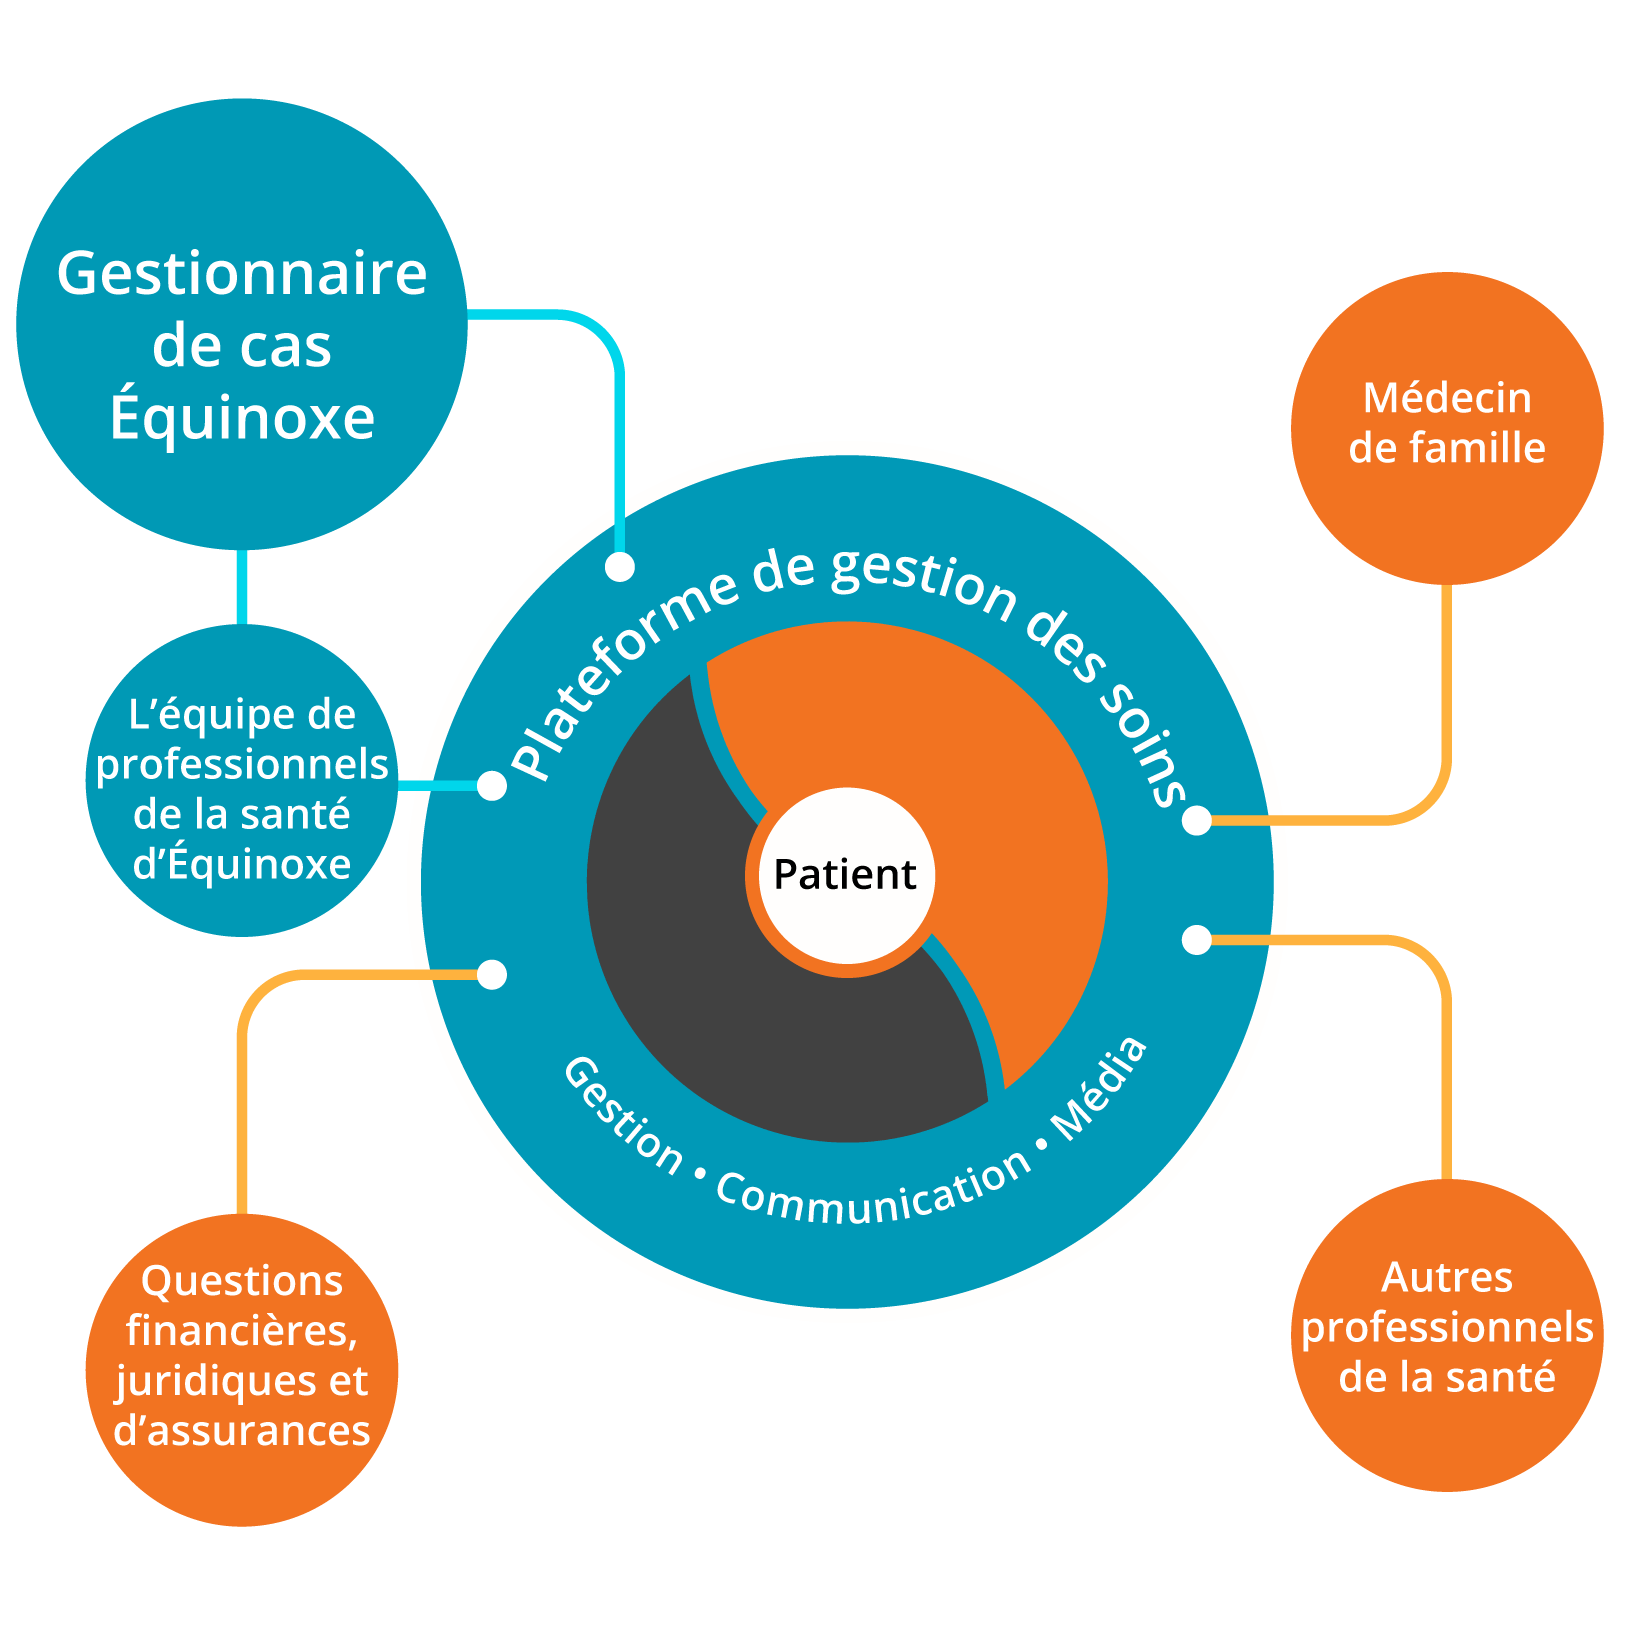 Gestionnaire
de cas
Équinoxe
Médecin
de famille
Plateforme de gestion des soins
L’équipe de
professionnels
de la santé
d’Équinoxe
Patient
Gestion • Communication • Média
Questions
financières,
juridiques et
d’assurances
Autres
professionnels
de la santé